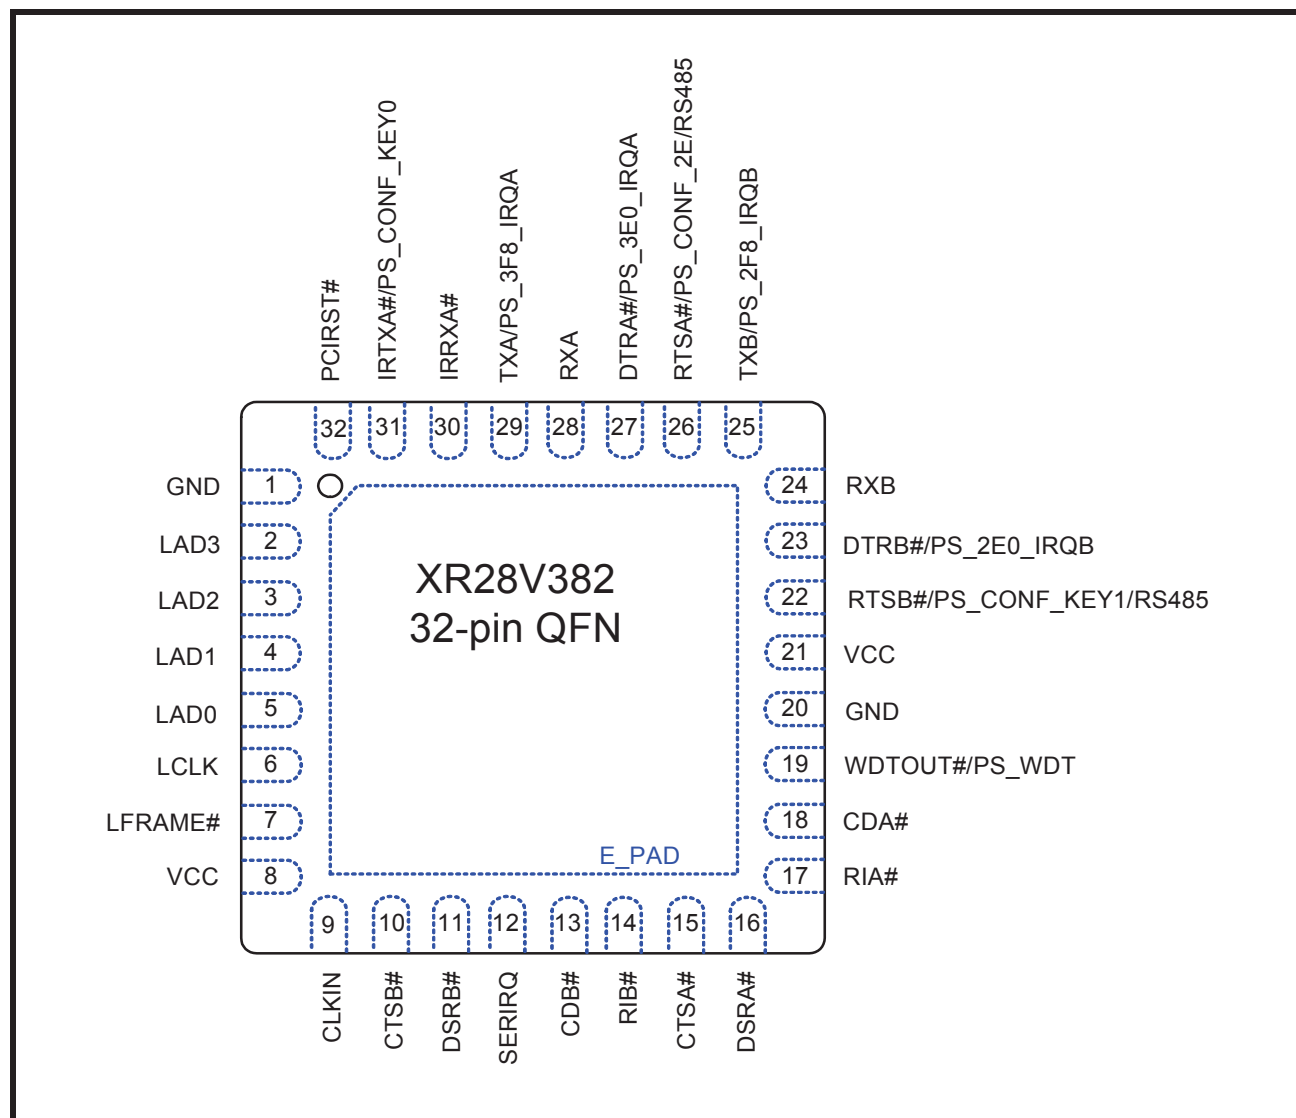 PCIRST#
IRTXA#/PS_CONF_KEY0
IRRXA#
TXA/PS_3F8_IRQA
RXA
DTRA#/PS_3E0_IRQA
RTSA#/PS_CONF_2E/RS485
TXB/PS_2F8_IRQB
32
31
30
29
28
27
26
25
GND 1
LAD3 2
LAD2 3
LAD1 4
LAD0 5
LCLK 6
LFRAME# 7
VCC 8
XR28V382
32-pin QFN
E_PAD
24 RXB
23 DTRB#/PS_2E0_IRQB
22 RTSB#/PS_CONF_KEY1/RS485
21 VCC
20 GND
19 WDTOUT#/PS_WDT
18 CDA#
17 RIA#
9
10
11
12
13
14
15
16
CLKIN
CTSB#
DSRB#
SERIRQ
CDB#
RIB#
CTSA#
DSRA#